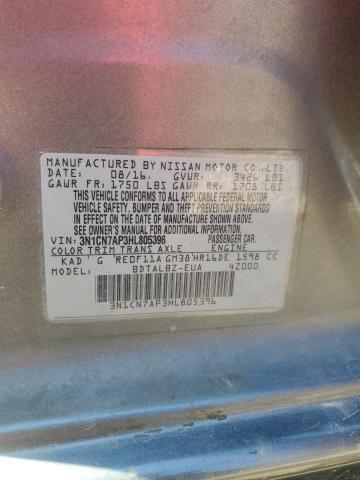 MANUFACTURED BY NISSAN MOTOR CO.,LTD.
DATE: 08/16. GVWR: 3426 LBS
GAWR FR: 1750 LBS GAWR RR: 1708 LBS
THIS VEHICLE CONFORMS TO ALL
APPLICABLE FEDERAL MOTOR
VEHICLE SAFETY, BUMPER, AND
THEFT PREVENTION STANDARDS
IN EFFECT ON THE DATE OF
MANUFACTURE SHOWN ABOVE.
SEE OWNER'S MANUAL FOR
ADDITIONAL INFORMATION.
VIN: 3N1CN7AP3HL805396 PASSENGER CAR.
COLOR TRIM TRANS AXLE ENGINE
KAD G RE0F11A GM38 HR16DE 1598 CC
MODEL: BDTALBZ-EUA 4Z000
3N1CN7AP3HL805396